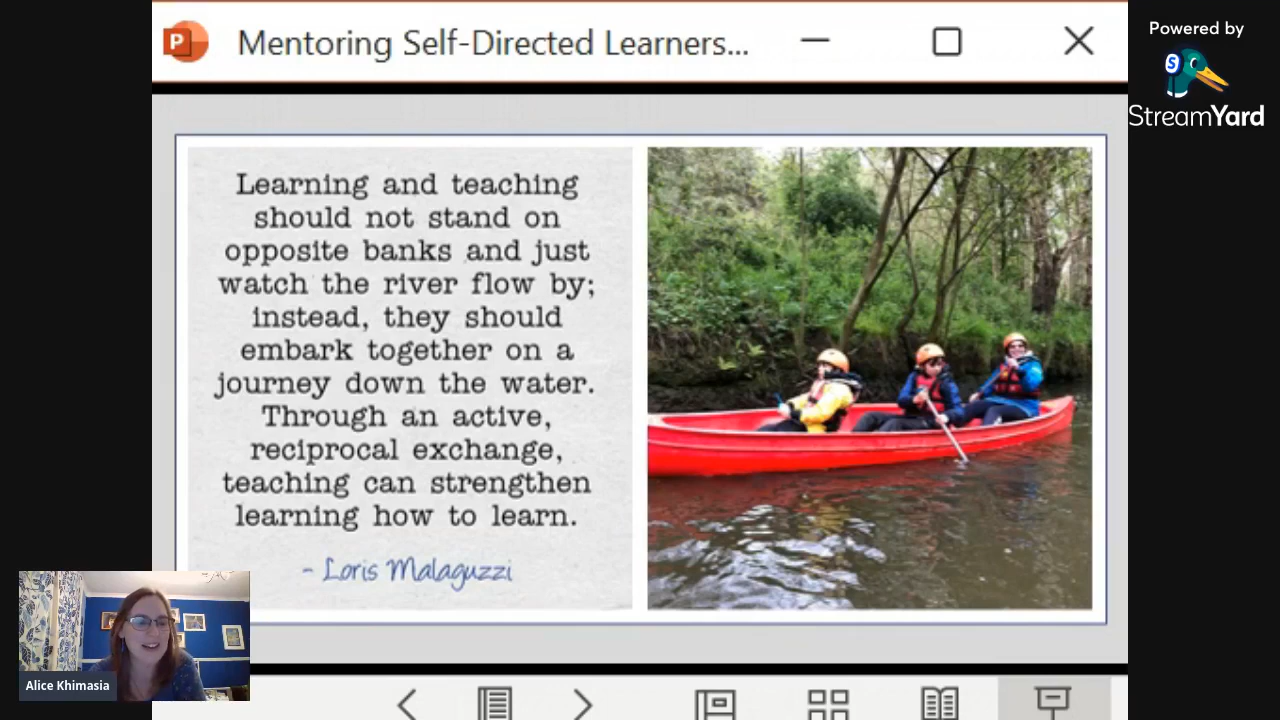 Mentoring Self-Directed Learners...
Powered by
StreamYard
Learning and teaching
should not stand on
opposite banks and just
watch the river flow by;
instead, they should
embark together on a
journey down the water.
Through an active,
reciprocal exchange,
teaching can strengthen
learning how to learn.
- Loris Malaguzzi
Alice Khimasia